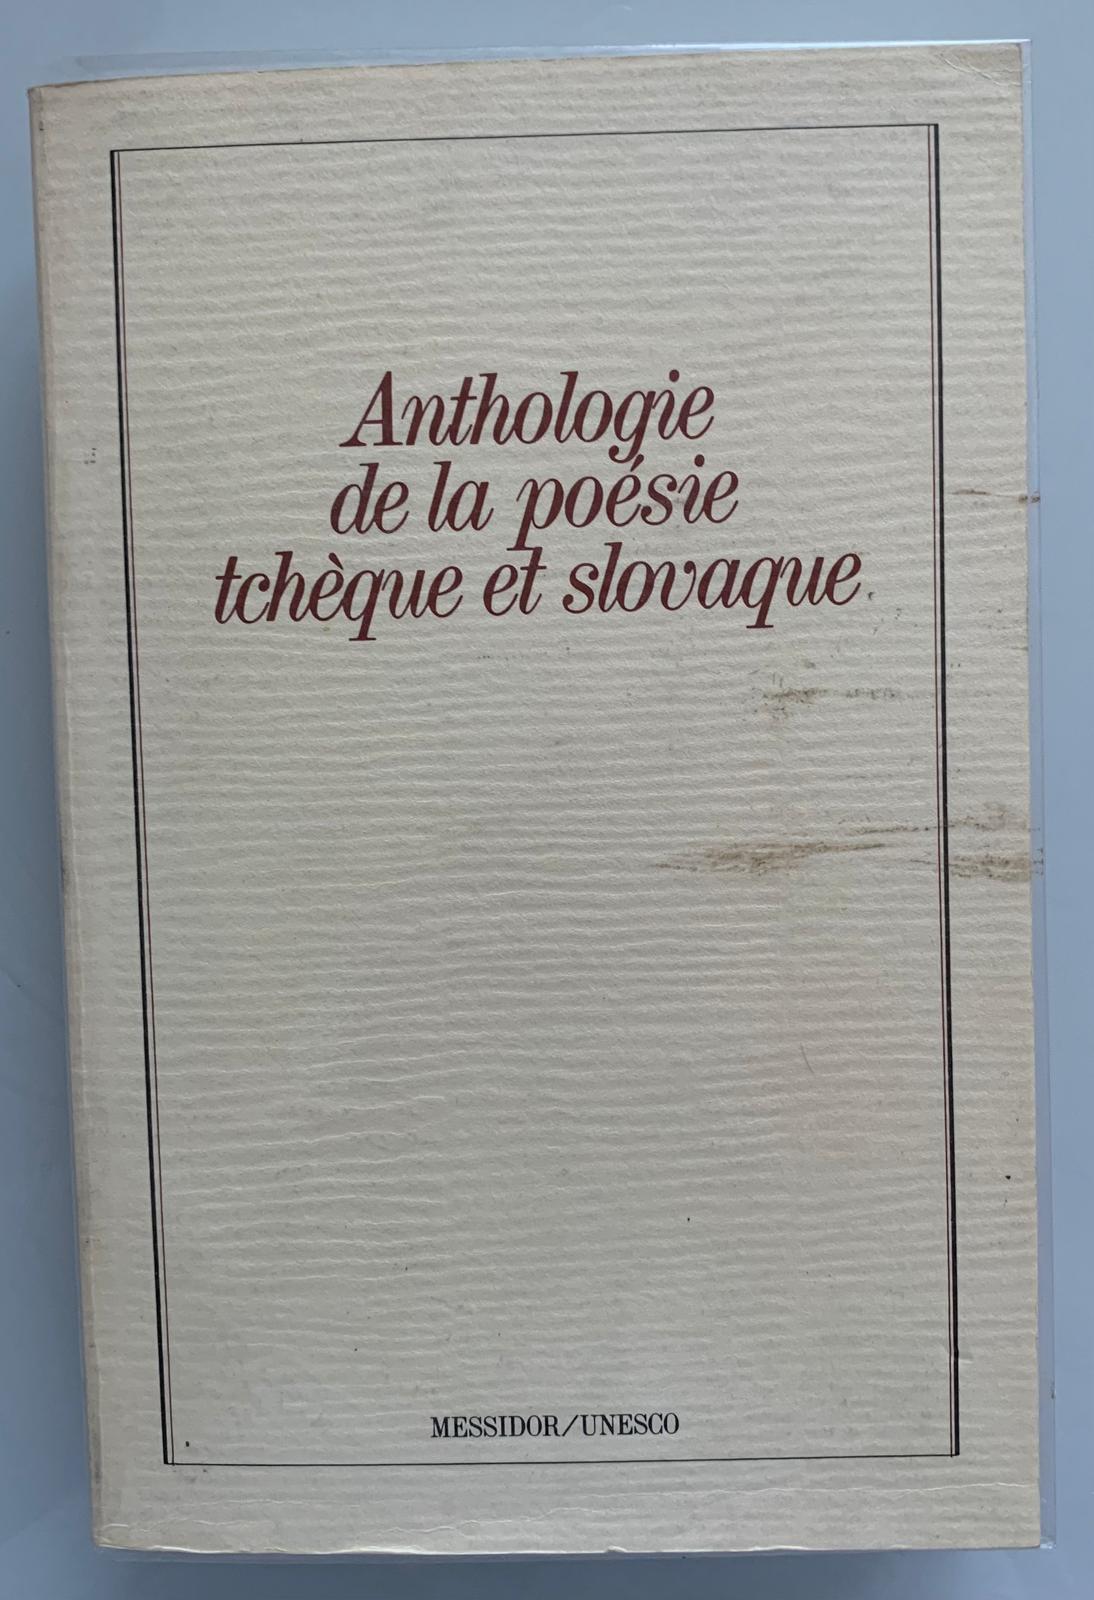 Anthologie
de la poésie
tchèque et slovaque
MESSIDOR/UNESCO